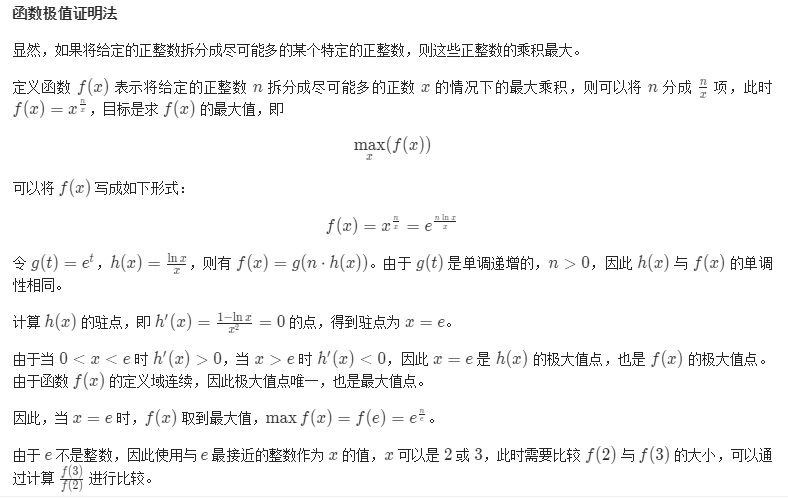 函数极值证明法
显然，如果将给定的正整数拆分成尽可能多的某个特定的正整数，则这些正整数的乘积最大。
定义函数 f(x) 表示将给定的正整数 n 拆分成尽可能多的正数 x 的情况下的最大乘积，则可以将 n 分成 n/x 项，此时
f(x) = x^{n/x}，目标是求 f(x) 的最大值，即
max_x(f(x))
可以将 f(x) 写成如下形式：
f(x) = x^{n/x} = e^{n ln x/x}
令 g(t) = e^t，h(x) = ln x/x，则有 f(x) = g(n · h(x))。由于 g(t) 是单调递增的，n > 0，因此 h(x) 与 f(x) 的单调
性相同。
计算 h(x) 的驻点，即 h′(x) = (1−ln x)/x^2 = 0 的点，得到驻点为 x = e。
由于当 0 < x < e 时 h′(x) > 0，当 x > e 时 h′(x) < 0，因此 x = e 是 h(x) 的极大值点，也是 f(x) 的极大值点。
由于函数 f(x) 的定义域连续，因此极大值点唯一，也是最大值点。
因此，当 x = e 时，f(x) 取到最大值，max f(x) = f(e) = e^{n/e}。
由于 e 不是整数，因此使用与 e 最接近的整数作为 x 的值，x 可以是 2 或 3，此时需要比较 f(2) 与 f(3) 的大小，可以通
过计算 f(3)/f(2) 进行比较。